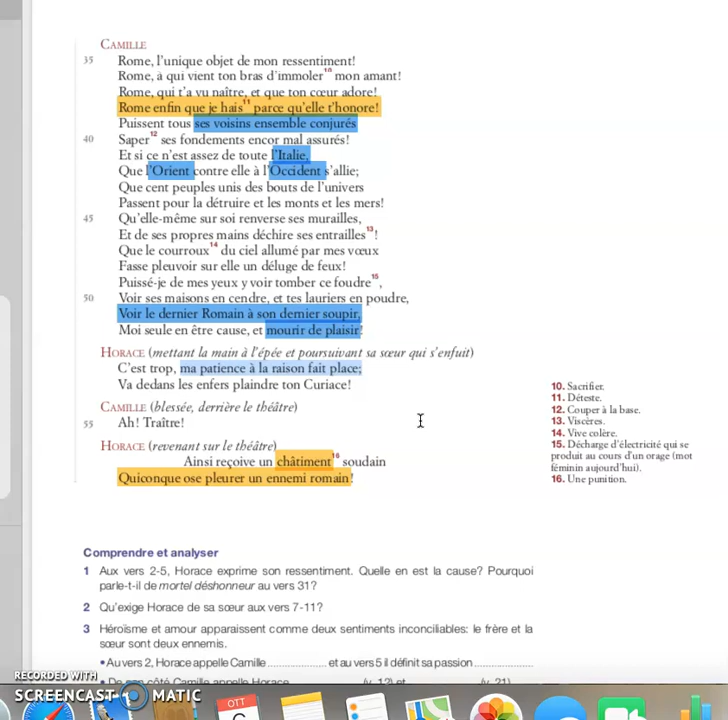 CAMILLE
35 Rome, l'unique objet de mon ressentiment!
Rome, à qui vient ton bras d'immoler10 mon amant!
Rome, qui t'a vu naître, et que ton cœur adore!
Rome enfin que je hais11 parce qu'elle t'honore!
Puissent tous ses voisins ensemble conjurés
40 Saper12 ses fondements encor mal assurés!
Et si ce n'est assez de toute l'Italie,
Que l'Orient contre elle à l'Occident s'allie;
Que cent peuples unis des bouts de l'univers
Passent pour la détruire et les monts et les mers!
45 Qu'elle-même sur soi renverse ses murailles,
Et de ses propres mains déchire ses entrailles13!
Que le courroux14 du ciel allumé par mes vœux
Fasse pleuvoir sur elle un déluge de feux!
Puissé-je de mes yeux y voir tomber ce foudre15,
50 Voir ses maisons en cendre, et tes lauriers en poudre,
Voir le dernier Romain à son dernier soupir,
Moi seule en être cause, et mourir de plaisir!
HORACE (mettant la main à l'épée et poursuivant sa sœur qui s'enfuit)
C'est trop, ma patience à la raison fait place;
Va dedans les enfers plaindre ton Curiace!
CAMILLE (blessée, derrière le théâtre)
55 Ah! Traître!
HORACE (revenant sur le théâtre)
Ainsi reçoive un châtiment16 soudain
Quiconque ose pleurer un ennemi romain!
10. Sacrifier.
11. Déteste.
12. Couper à la base.
13. Viscères.
14. Vive colère.
15. Décharge d'électricité qui se
produit au cours d'un orage (mot
féminin aujourd'hui).
16. Une punition.
Comprendre et analyser
1 Aux vers 2-5, Horace exprime son ressentiment. Quelle en est la cause? Pourquoi
parle-t-il de mortel déshonneur au vers 31?
2 Qu'exige Horace de sa sœur aux vers 7-11?
3 Héroïsme et amour apparaissent comme deux sentiments inconciliables: le frère et la
sœur sont deux ennemis.
• Au vers 2, Horace appelle Camille .................... et au vers 5 il définit sa passion ....................
• De son côté Camille appelle Horace (v. 13) et (v. 21)
RECORDED WITH
SCREENCAST MATIC
OTT